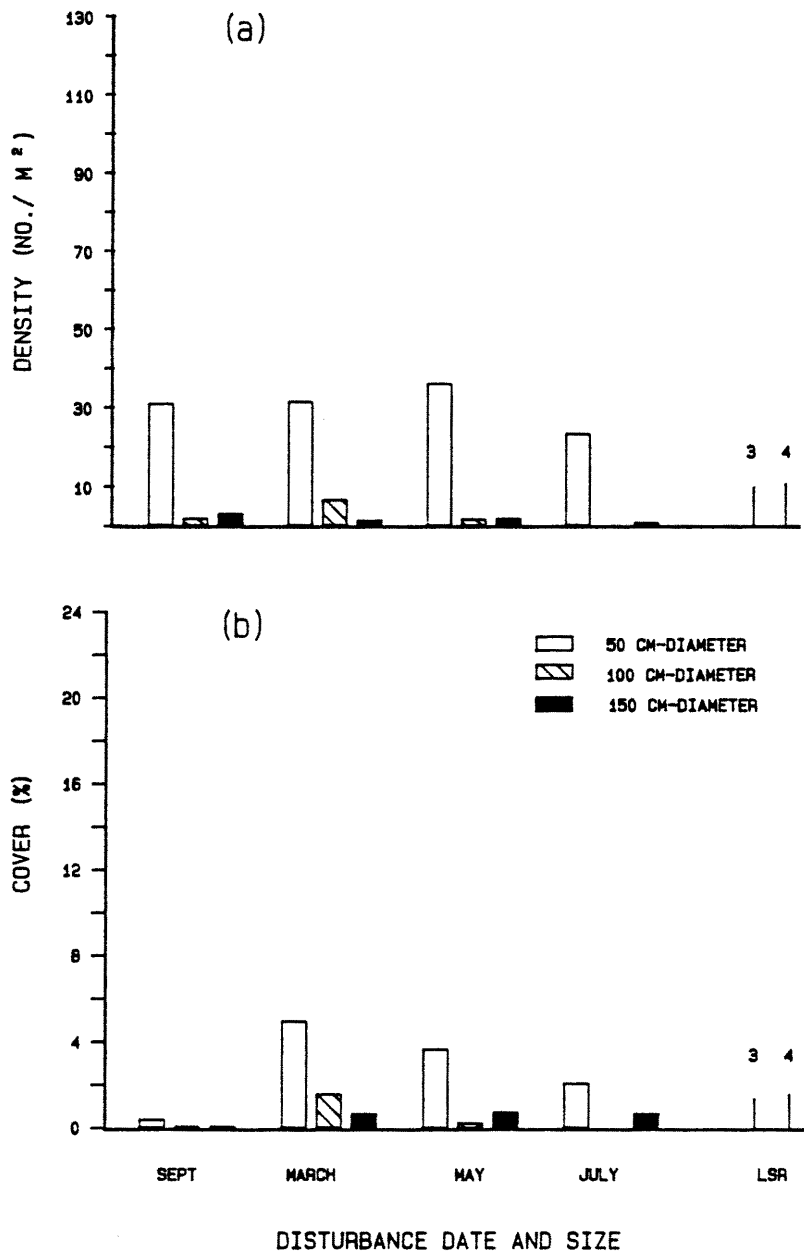 (a)
130
110
90
70
50
30
10
DENSITY (NO./ M²)
3 4
(b)
24
20
16
12
8
4
0
COVER (%)
50 CM-DIAMETER
100 CM-DIAMETER
150 CM-DIAMETER
3 4
SEPT MARCH MAY JULY LSR
DISTURBANCE DATE AND SIZE